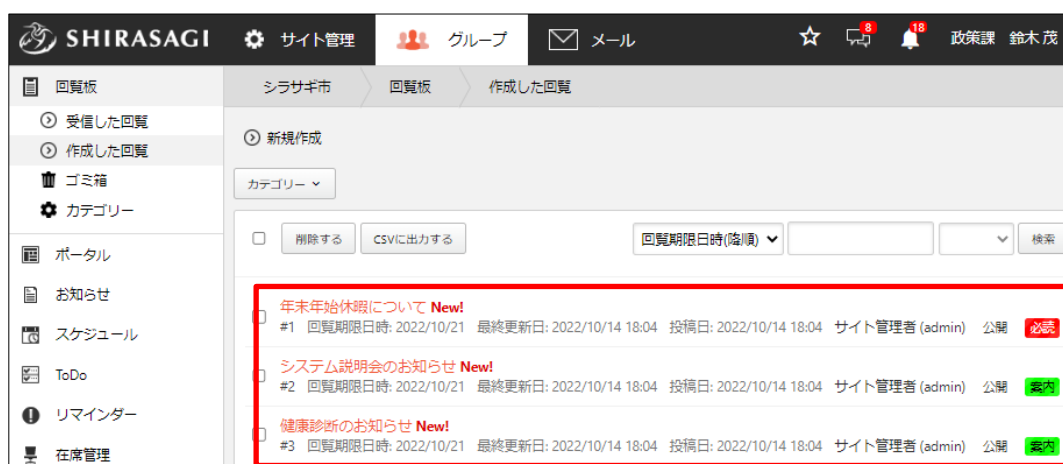 SHIRASAGI サイト管理 グループ メール 8 18 政策課 鈴木 茂
回覧板
受信した回覧
作成した回覧
ゴミ箱
カテゴリー
ポータル
お知らせ
スケジュール
ToDo
リマインダー
在席管理
シラサギ市 回覧板 作成した回覧
新規作成
カテゴリー
削除する CSVに出力する 回覧期限日時(降順) 検索
年末年始休暇について New!
#1 回覧期限日時: 2022/10/21 最終更新日: 2022/10/14 18:04 投稿日: 2022/10/14 18:04 サイト管理者 (admin) 公開 必読
システム説明会のお知らせ New!
#2 回覧期限日時: 2022/10/21 最終更新日: 2022/10/14 18:04 投稿日: 2022/10/14 18:04 サイト管理者 (admin) 公開 案内
健康診断のお知らせ New!
#3 回覧期限日時: 2022/10/21 最終更新日: 2022/10/14 18:04 投稿日: 2022/10/14 18:04 サイト管理者 (admin) 公開 案内